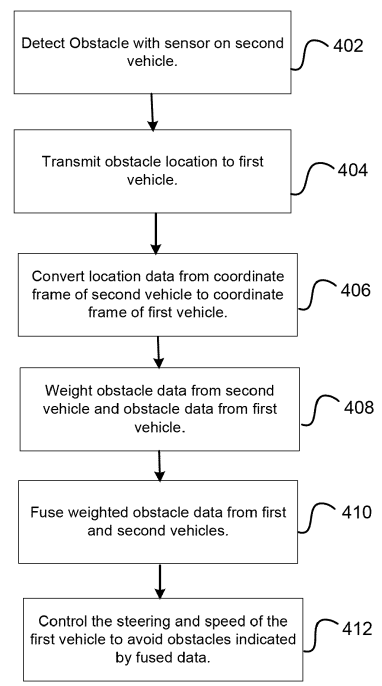 Detect Obstacle with sensor on second
vehicle.
402
Transmit obstacle location to first
vehicle.
404
Convert location data from coordinate
frame of second vehicle to coordinate
frame of first vehicle.
406
Weight obstacle data from second
vehicle and obstacle data from first
vehicle.
408
Fuse weighted obstacle data from first
and second vehicles.
410
Control the steering and speed of the
first vehicle to avoid obstacles indicated
by fused data.
412